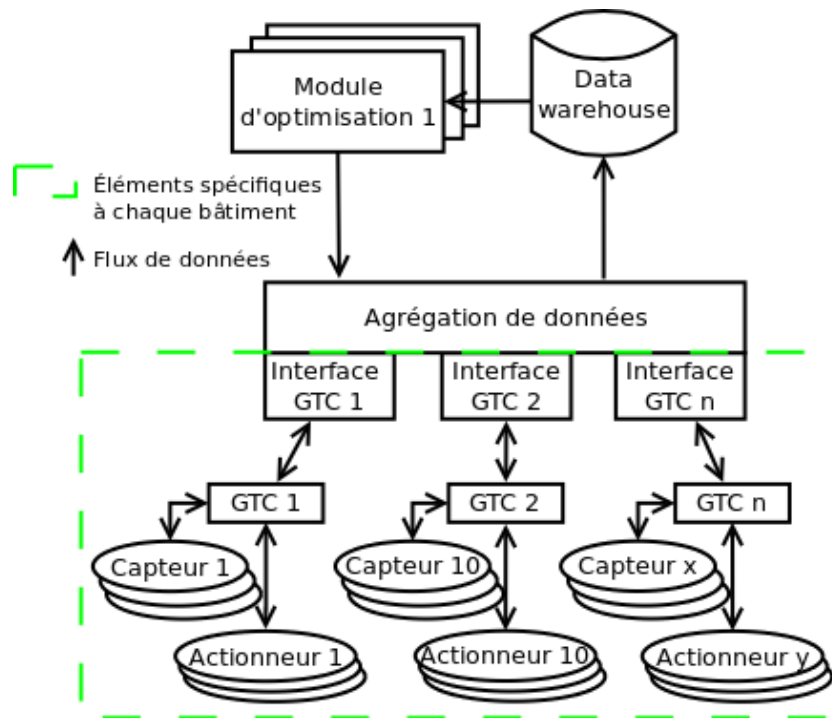 Module
d'optimisation 1
Data
warehouse
Éléments spécifiques
à chaque bâtiment
Flux de données
Agrégation de données
Interface
GTC 1
Interface
GTC 2
Interface
GTC n
GTC 1
GTC 2
GTC n
Capteur 1
Capteur 10
Capteur x
Actionneur 1
Actionneur 10
Actionneur y